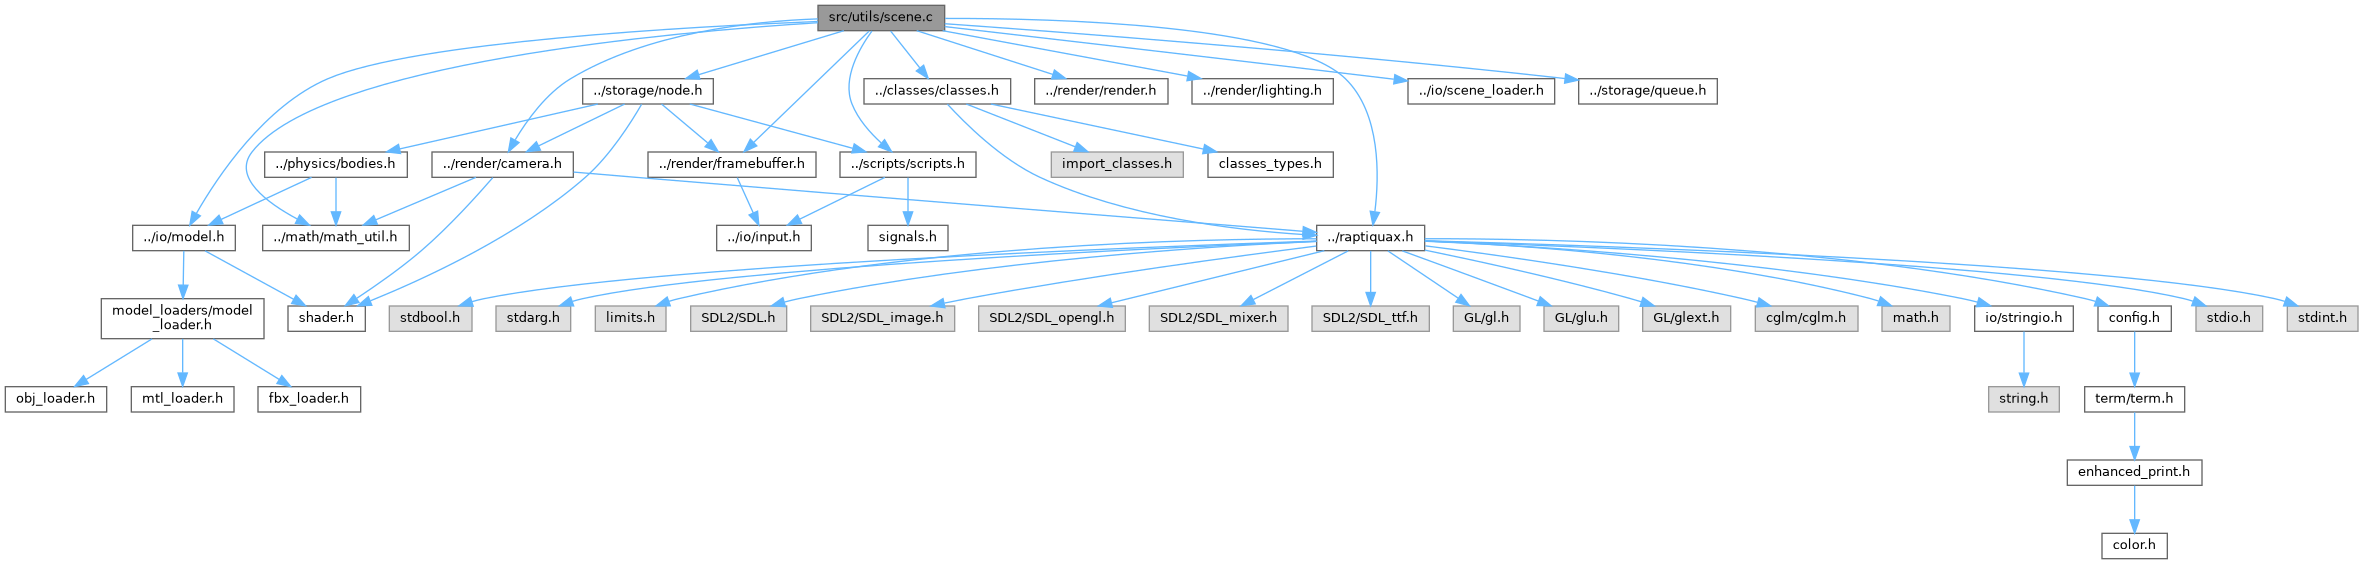 src/utils/scene.c
../storage/node.h
../classes/classes.h
../render/render.h
../render/lighting.h
../io/scene_loader.h
../storage/queue.h
../physics/bodies.h
../render/camera.h
../render/framebuffer.h
../scripts/scripts.h
import_classes.h
classes_types.h
../io/model.h
../math/math_util.h
../io/input.h
signals.h
../raptiquax.h
model_loaders/model
_loader.h
shader.h
stdbool.h
stdarg.h
limits.h
SDL2/SDL.h
SDL2/SDL_image.h
SDL2/SDL_opengl.h
SDL2/SDL_mixer.h
SDL2/SDL_ttf.h
GL/gl.h
GL/glu.h
GL/glext.h
cglm/cglm.h
math.h
io/stringio.h
config.h
stdio.h
stdint.h
obj_loader.h
mtl_loader.h
fbx_loader.h
string.h
term/term.h
enhanced_print.h
color.h